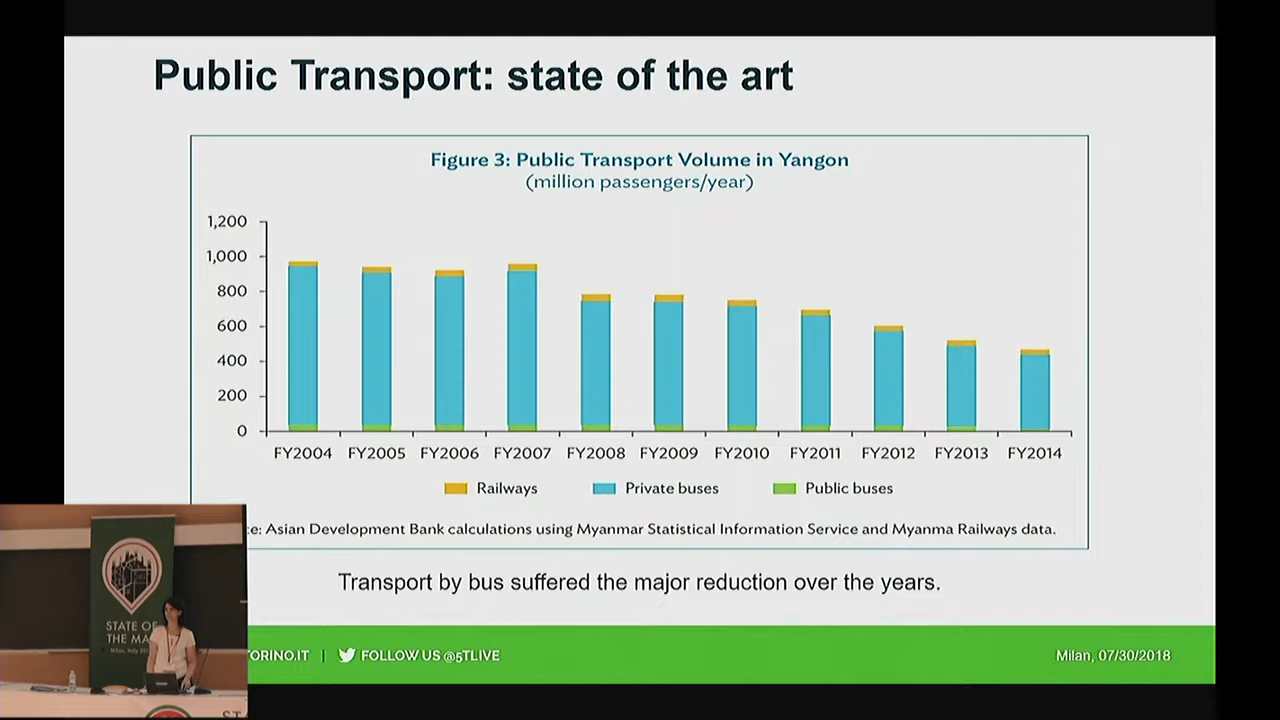 Public Transport: state of the art
Figure 3: Public Transport Volume in Yangon
(million passengers/year)
1,200
1,000
800
600
400
200
0
FY2004 FY2005 FY2006 FY2007 FY2008 FY2009 FY2010 FY2011 FY2012 FY2013 FY2014
Railways Private buses Public buses
e: Asian Development Bank calculations using Myanmar Statistical Information Service and Myanma Railways data.
Transport by bus suffered the major reduction over the years.
STATE OF
THE MA
Milan, Italy 201
ORINO.IT | FOLLOW US @5TLIVE
Milan, 07/30/2018